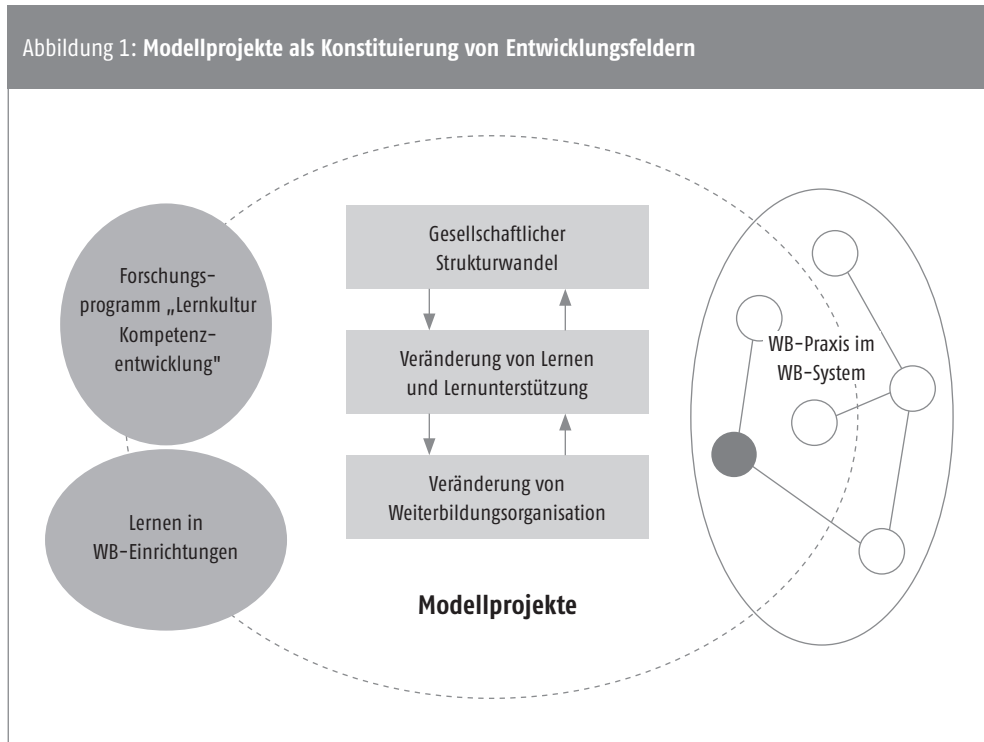 Abbildung 1: Modellprojekte als Konstituierung von Entwicklungsfeldern
Forschungs-
programm „Lernkultur
Kompetenz-
entwicklung"
Lernen in
WB-Einrichtungen
Gesellschaftlicher
Strukturwandel
Veränderung von Lernen
und Lernunterstützung
Veränderung von
Weiterbildungsorganisation
Modellprojekte
WB-Praxis im
WB-System